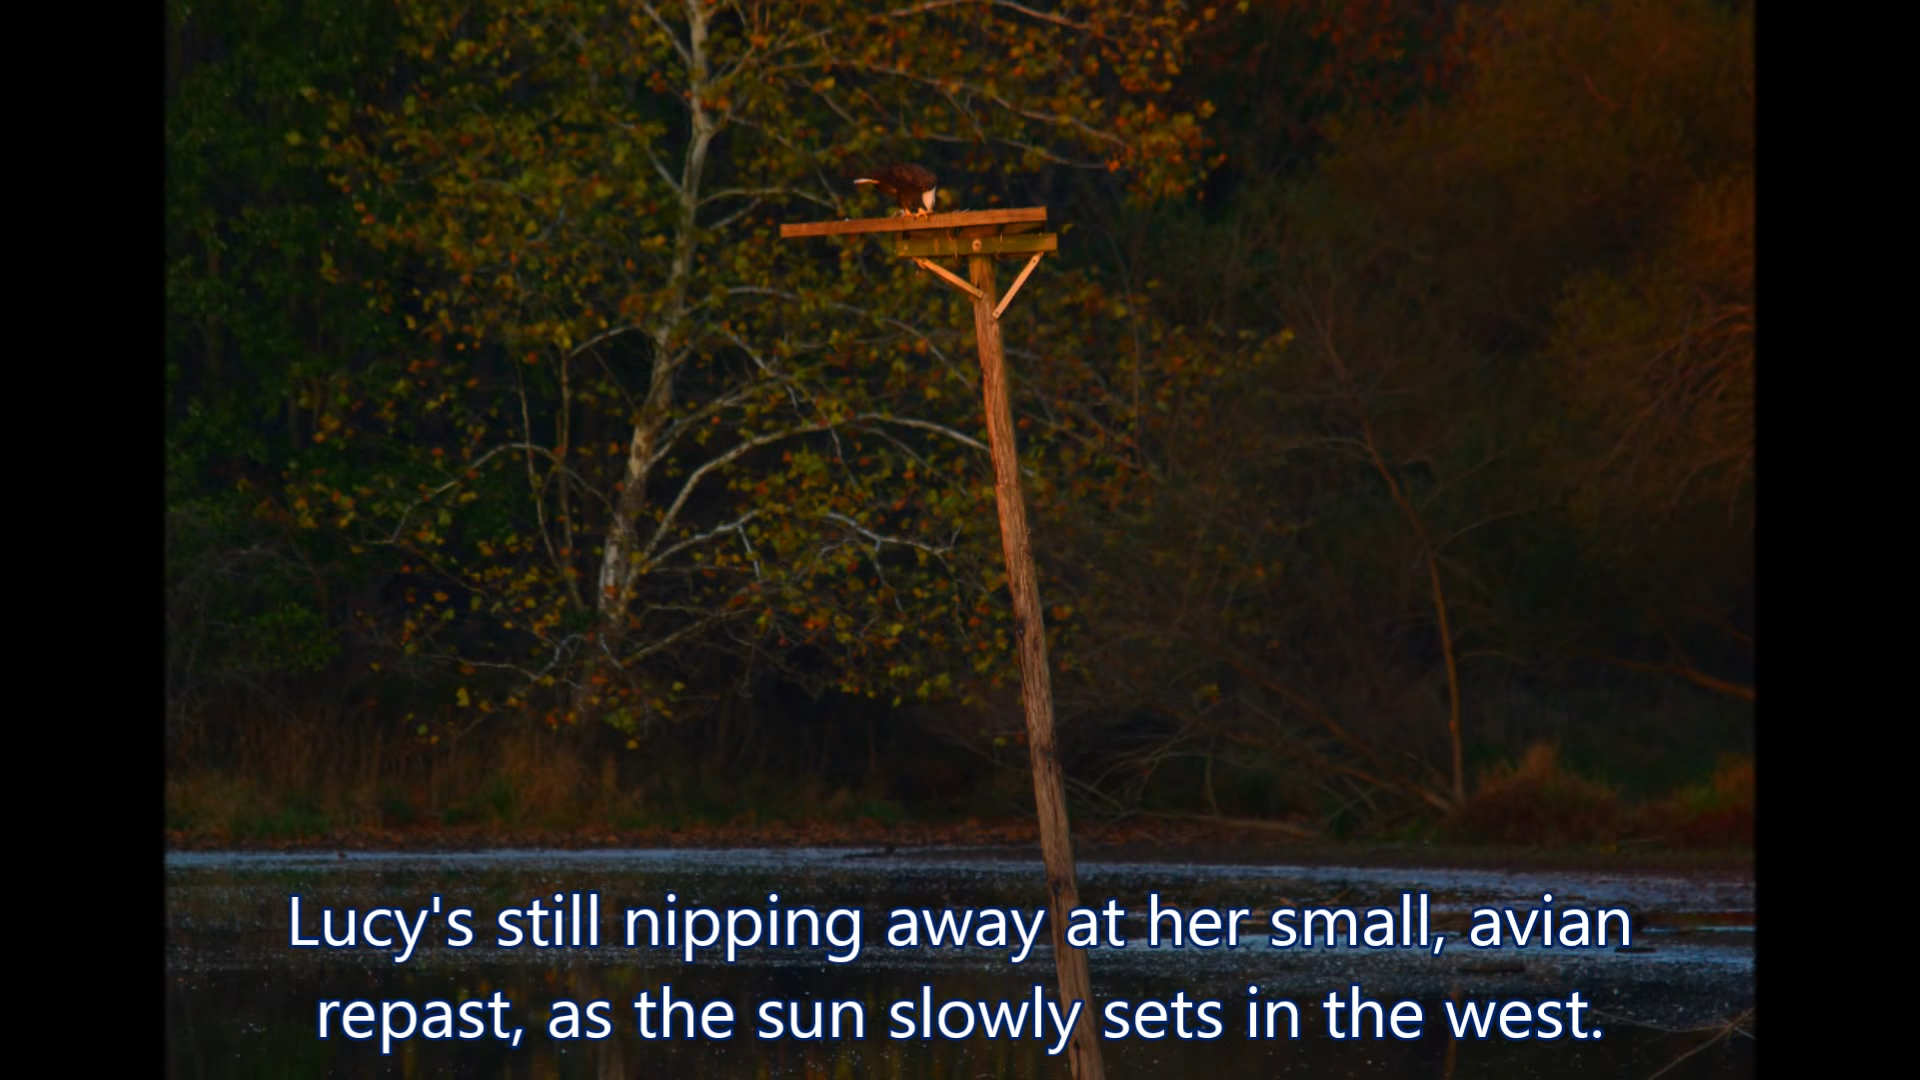 Lucy's still nipping away at her small, avian
repast, as the sun slowly sets in the west.